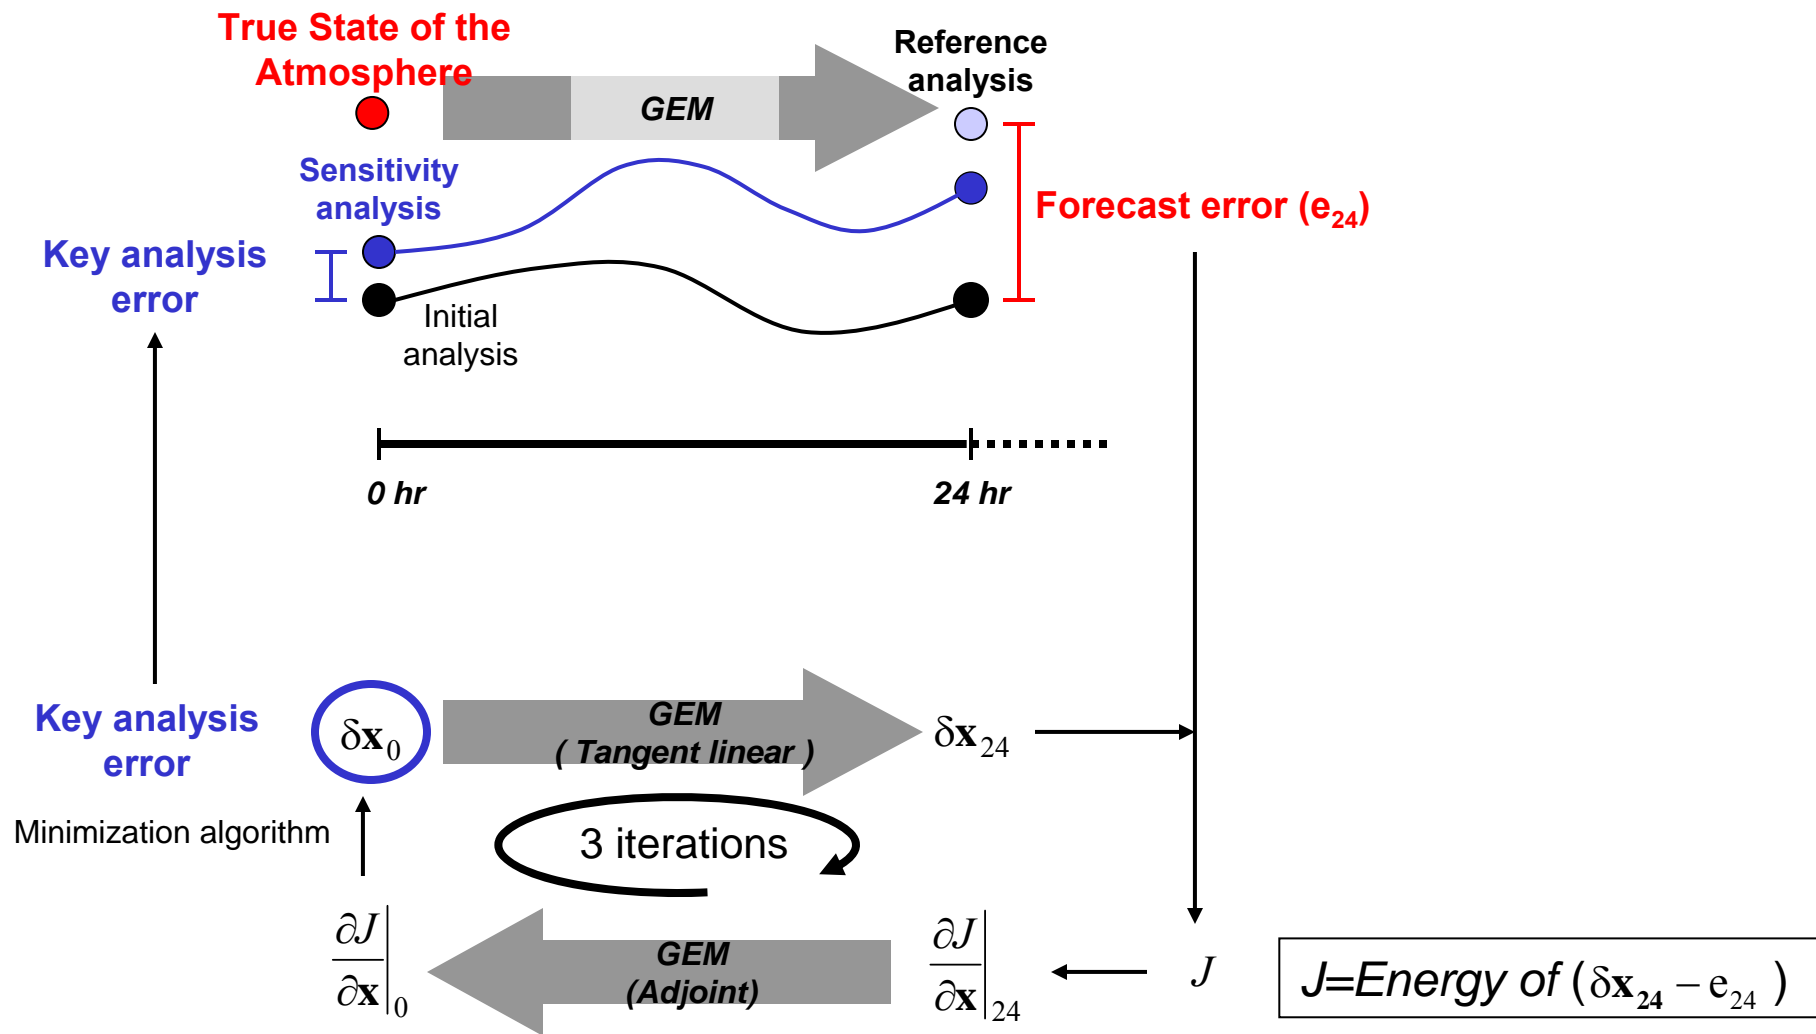 True State of the
Atmosphere
GEM
Reference
analysis
Sensitivity
analysis
Forecast error (e₂₄)
Key analysis
error
Initial
analysis
0 hr
24 hr
Key analysis
error
δx₀
GEM
( Tangent linear )
δx₂₄
Minimization algorithm
3 iterations
∂J/∂x|₀
GEM
(Adjoint)
∂J/∂x|₂₄
J
J=Energy of (δx₂₄ − e₂₄ )